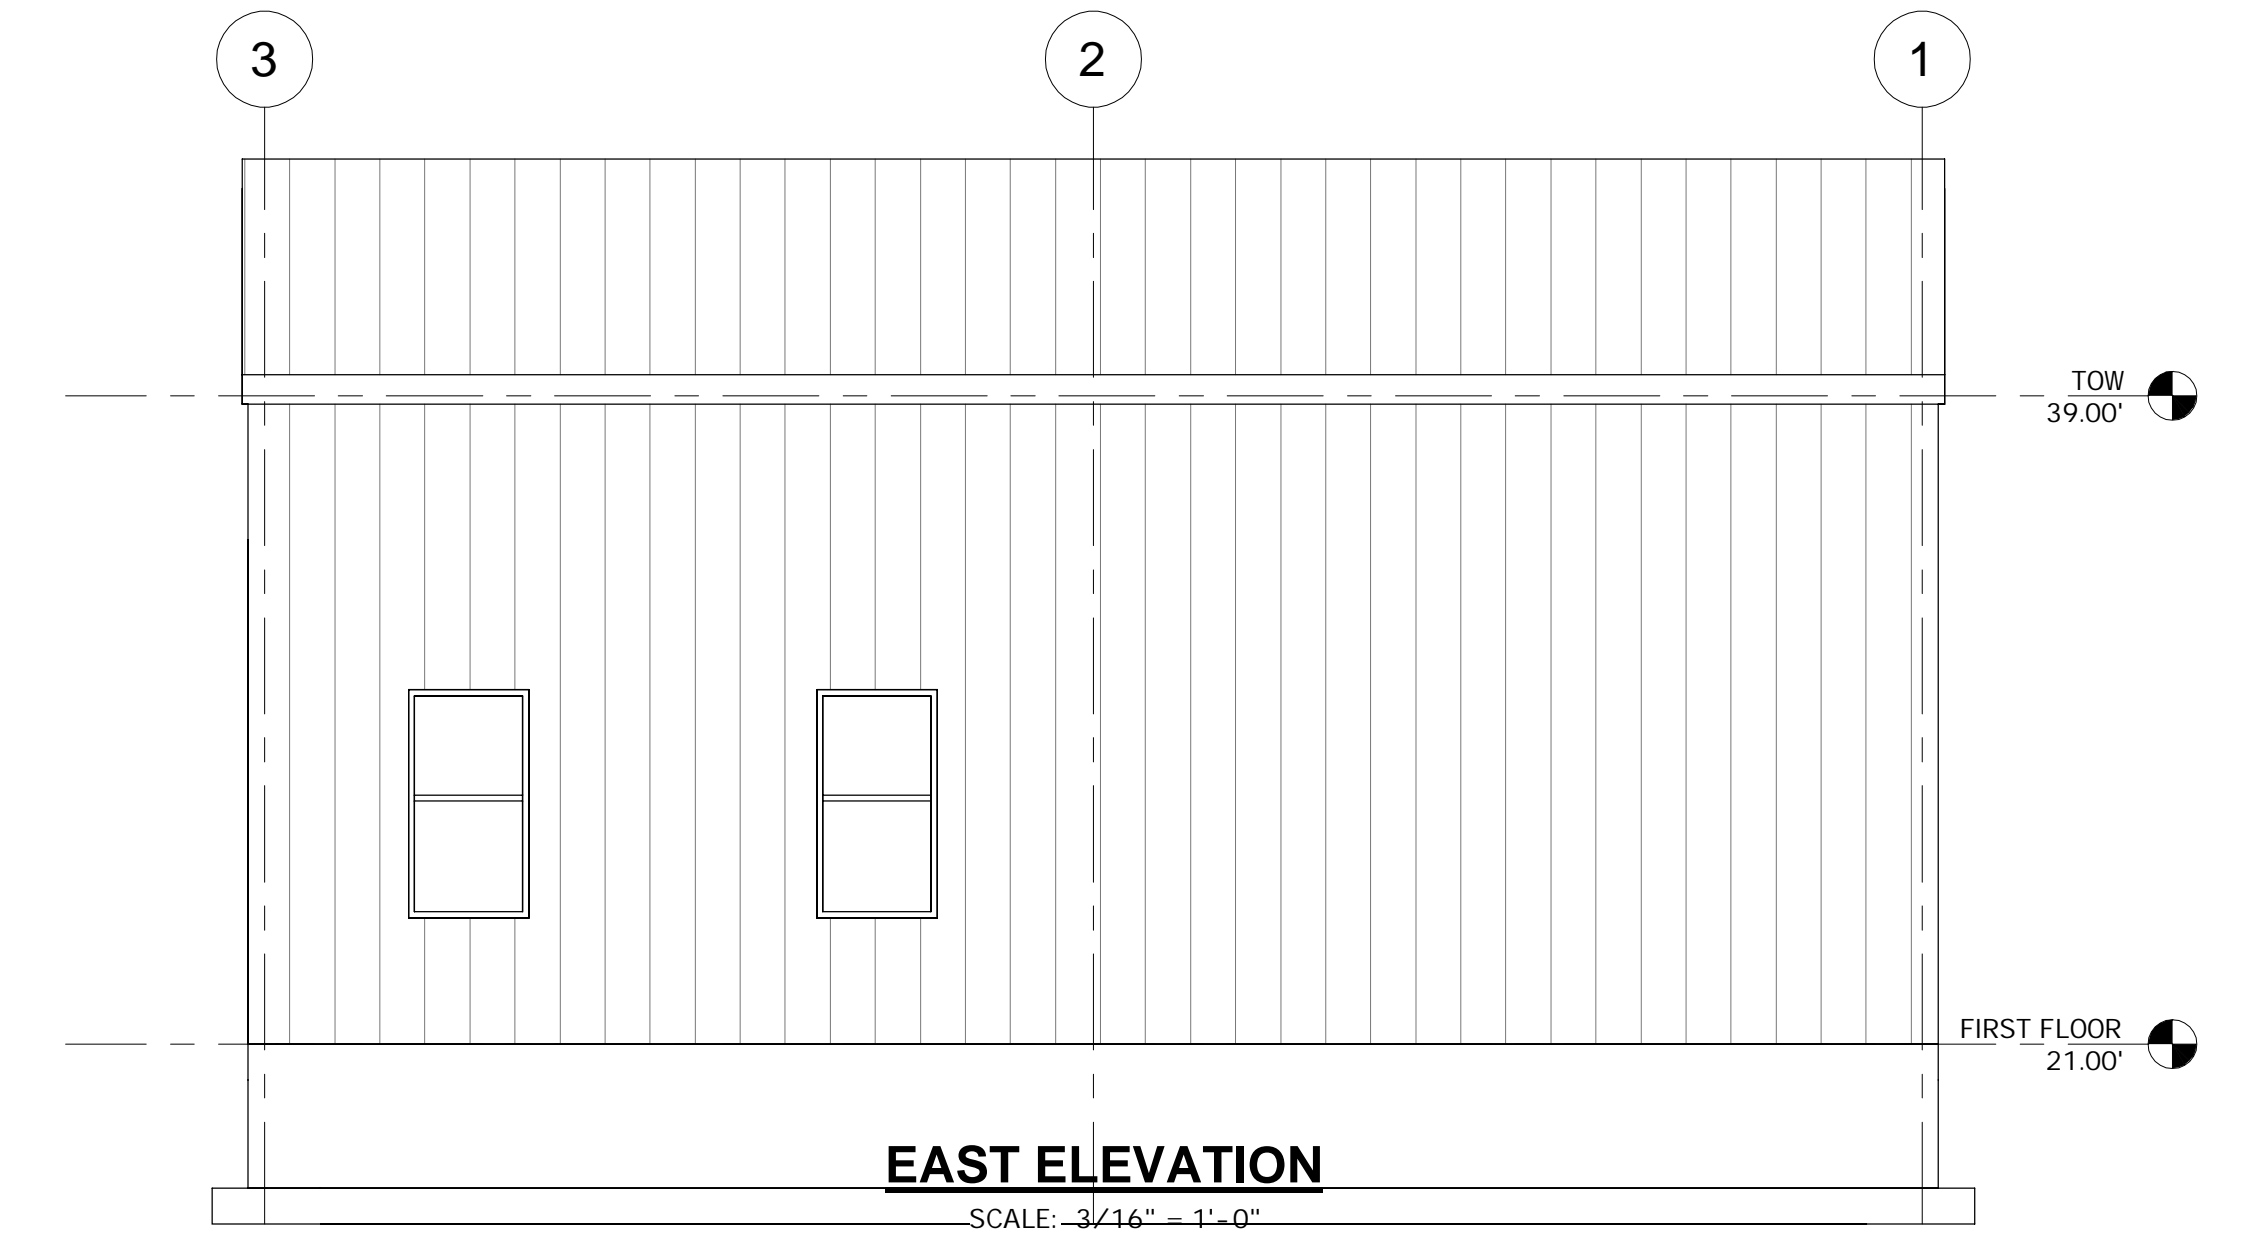 3
2
1
TOW
39.00'
FIRST FLOOR
21.00'
EAST ELEVATION
SCALE: 3/16" = 1'-0"